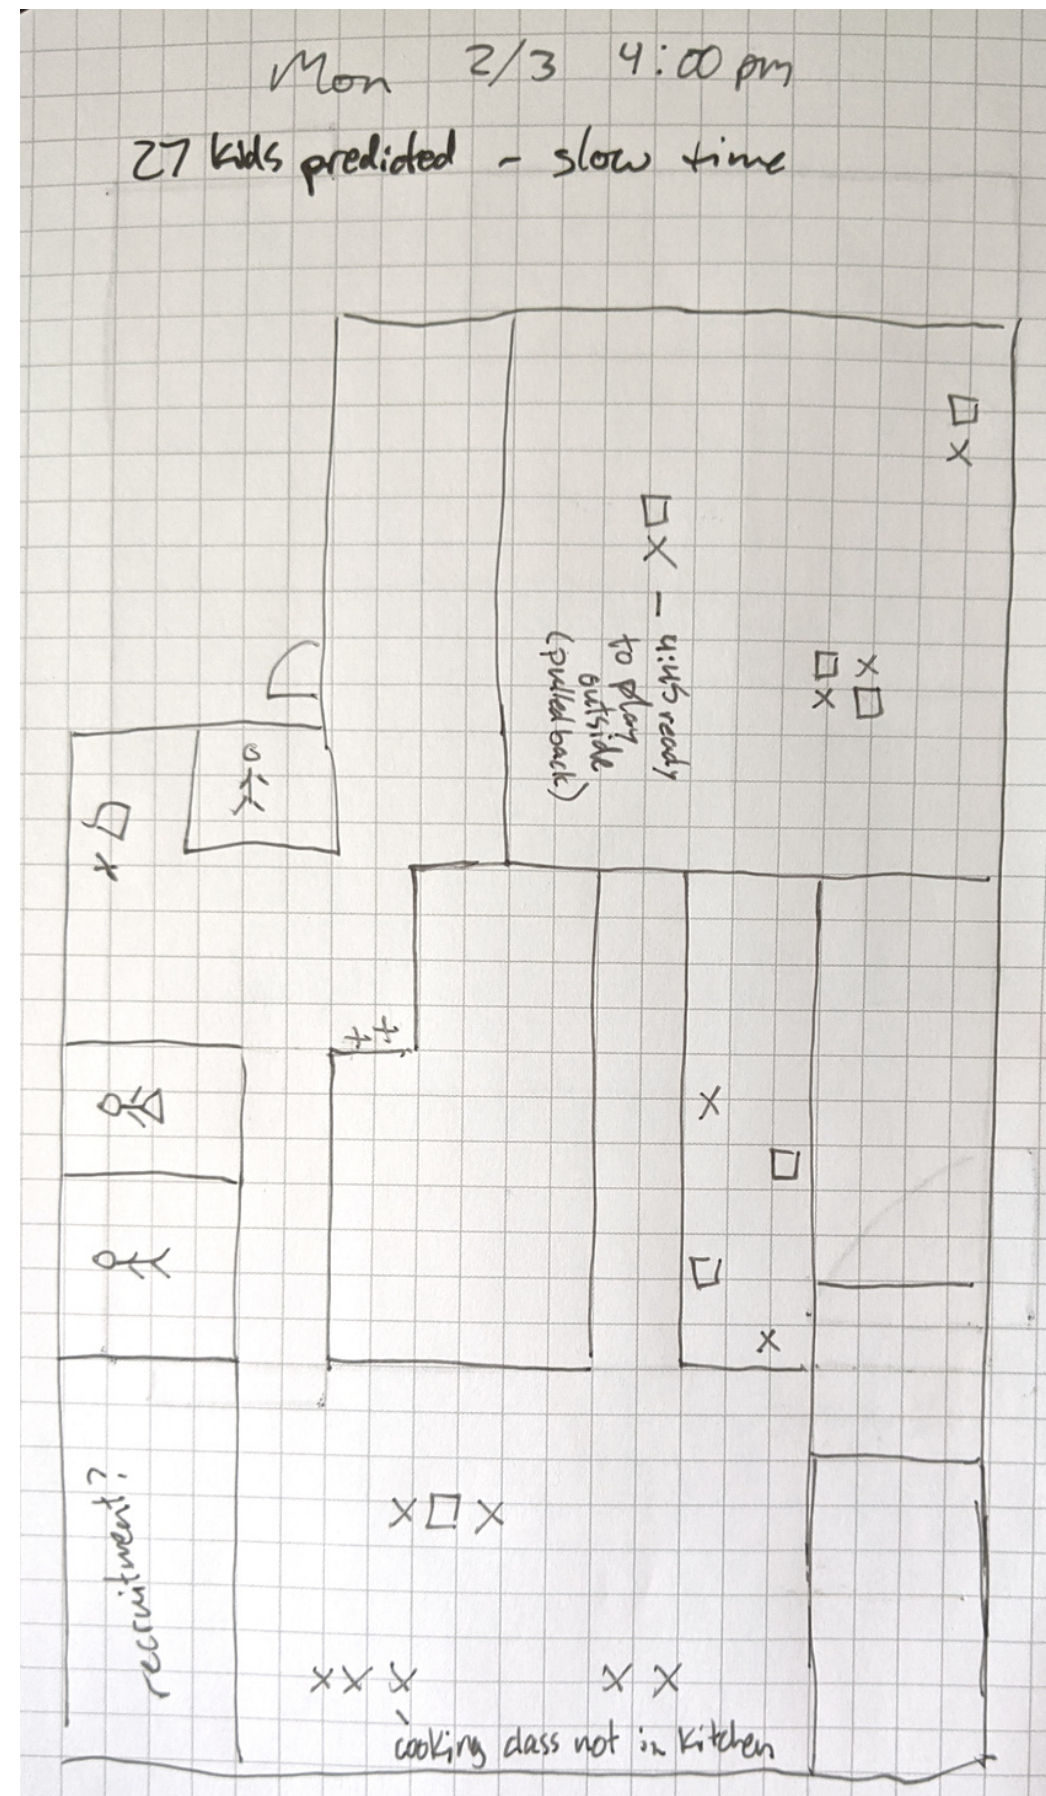 Mon 2/3 4:00 pm
27 kids predicted - slow time
- 4:45 ready
to play
outside
(pulled back)
recruitment?
cooking class not in kitchen